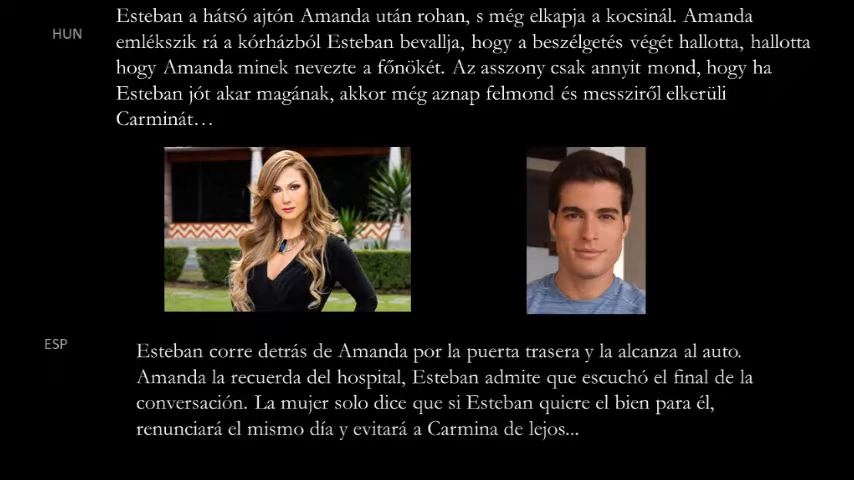 HUN
Esteban a hátsó ajtón Amanda után rohan, s még elkapja a kocsinál. Amanda
emlékszik rá a kórházból Esteban bevallja, hogy a beszélgetés végét hallotta, hallotta
hogy Amanda minek nevezte a főnökét. Az asszony csak annyit mond, hogy ha
Esteban jót akar magának, akkor még aznap felmond és messziről elkerüli
Carminát…
ESP
Esteban corre detrás de Amanda por la puerta trasera y la alcanza al auto.
Amanda la recuerda del hospital, Esteban admite que escuchó el final de la
conversación. La mujer solo dice que si Esteban quiere el bien para él,
renunciará el mismo día y evitará a Carmina de lejos...